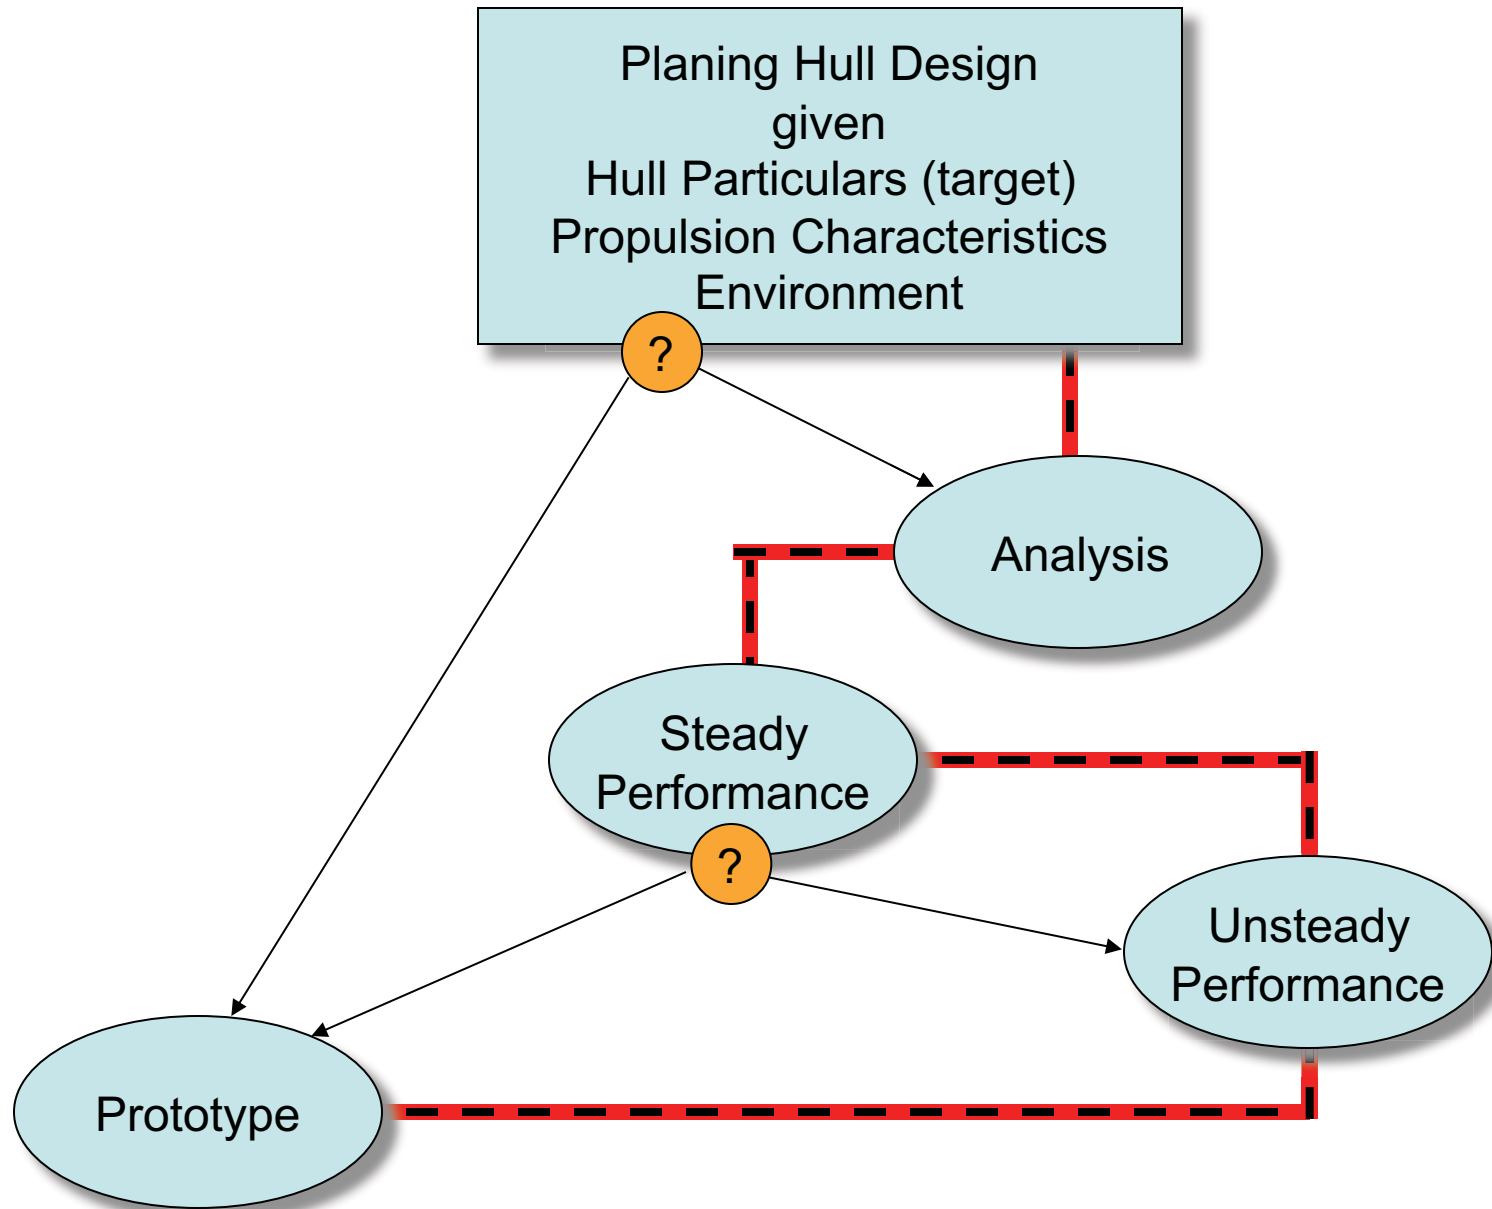 Planing Hull Design
given
Hull Particulars (target)
Propulsion Characteristics
Environment
?
Analysis
Steady
Performance
?
Unsteady
Performance
Prototype